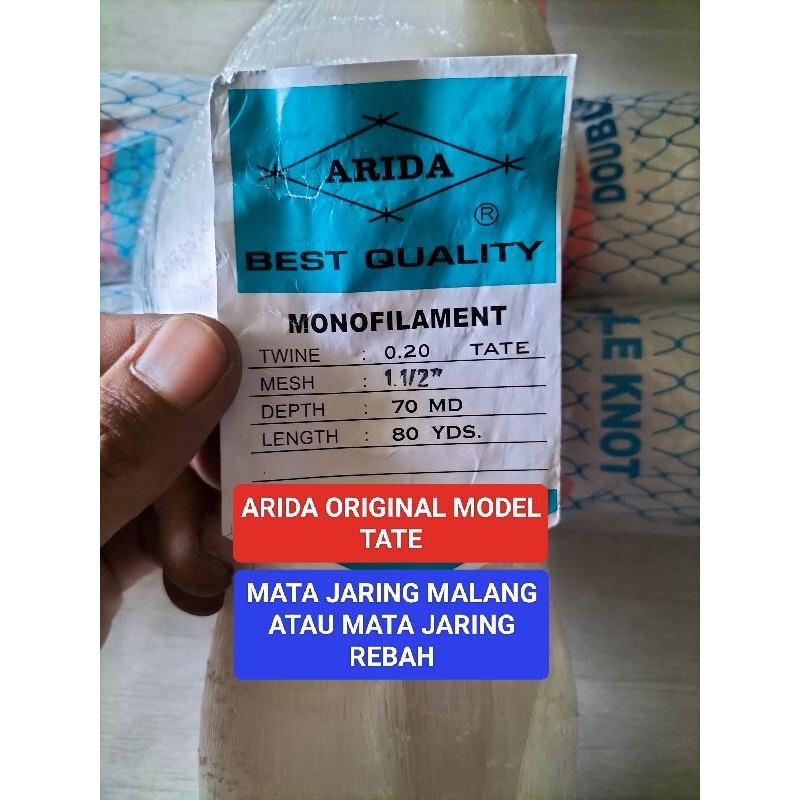 ARIDA
®
BEST QUALITY
MONOFILAMENT
TWINE : 0.20 TATE
MESH : 1.1/2"
DEPTH : 70 MD
LENGTH : 80 YDS.
ARIDA ORIGINAL MODEL
TATE
MATA JARING MALANG
ATAU MATA JARING
REBAH
LE KNOT